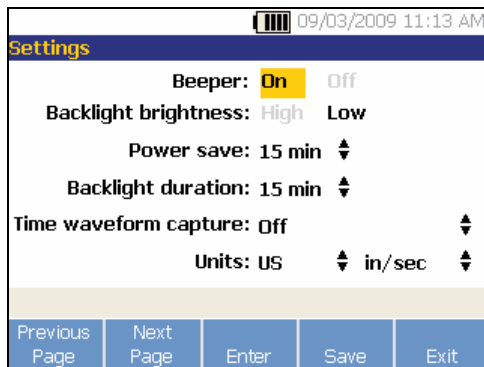 09/03/2009 11:13 AM
Settings
Beeper: On Off
Backlight brightness: High Low
Power save: 15 min
Backlight duration: 15 min
Time waveform capture: Off
Units: US in/sec
Previous Page Next Page Enter Save Exit